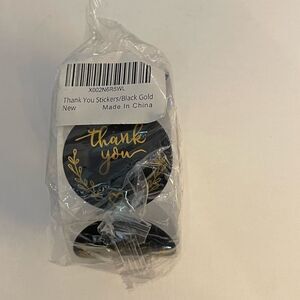 X002N6R5WL
Thank You Stickers/Black Gold
New Made In China
thank
you